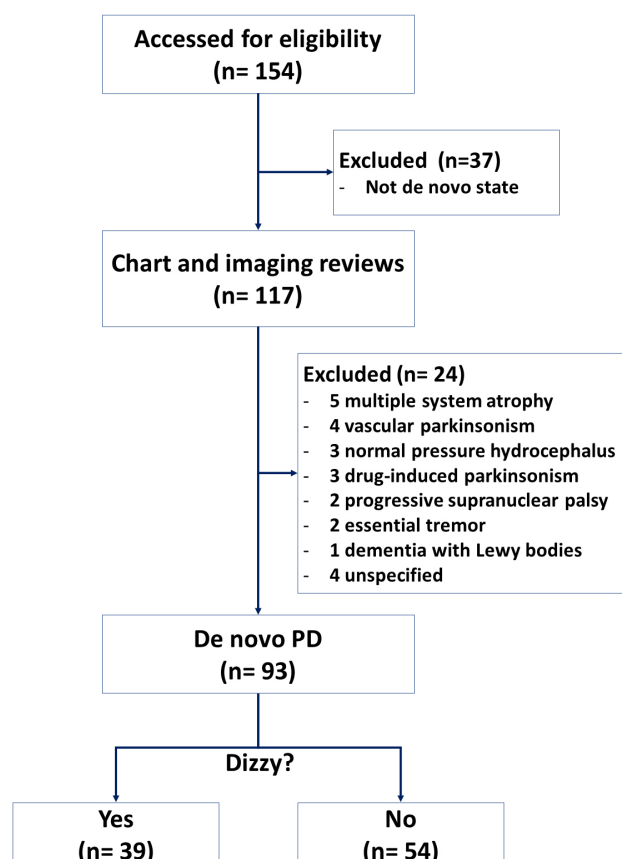 Accessed for eligibility
(n= 154)
Excluded (n=37)
- Not de novo state
Chart and imaging reviews
(n= 117)
Excluded (n= 24)
- 5 multiple system atrophy
- 4 vascular parkinsonism
- 3 normal pressure hydrocephalus
- 3 drug-induced parkinsonism
- 2 progressive supranuclear palsy
- 2 essential tremor
- 1 dementia with Lewy bodies
- 4 unspecified
De novo PD
(n= 93)
Dizzy?
Yes
(n= 39)
No
(n= 54)